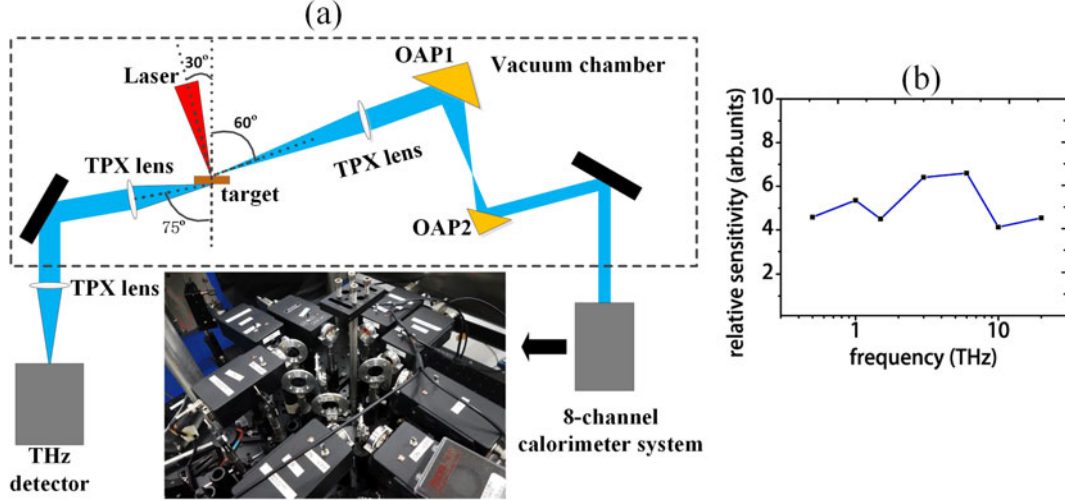 (a)
OAP1
30°
Laser
Vacuum chamber
60°
TPX lens
TPX lens
target
75°
OAP2
TPX lens
THz
detector
8-channel
calorimeter system
(b)
relative sensitivity (arb.units)
10
8
6
4
2
1
10
frequency (THz)